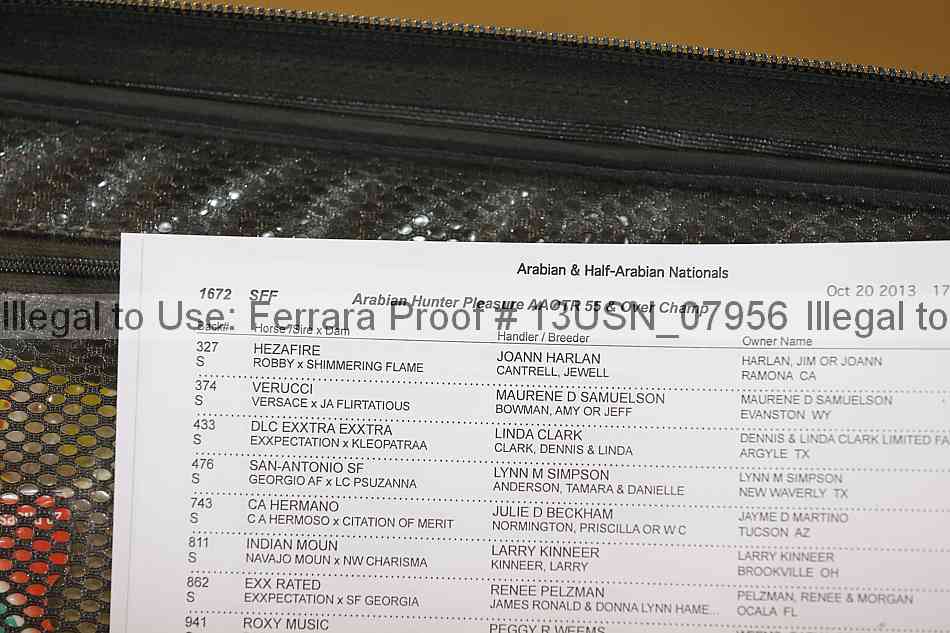 Arabian & Half-Arabian Nationals
Oct 20 2013 17
1672 SFF Arabian Hunter Pleasure AAOTR 55 & Over Champ
Illegal to Use: Ferrara Proof # 13USN_07956 Illegal to
Back# Horse/Sire x Dam Handler / Breeder Owner Name
327 HEZAFIRE JOANN HARLAN HARLAN, JIM OR JOANN
S ROBBY x SHIMMERING FLAME CANTRELL, JEWELL RAMONA CA
374 VERUCCI MAURENE D SAMUELSON MAURENE D SAMUELSON
S VERSACE x JA FLIRTATIOUS BOWMAN, AMY OR JEFF EVANSTON WY
433 DLC EXXTRA EXXTRA LINDA CLARK DENNIS & LINDA CLARK LIMITED FA
S EXXPECTATION x KLEOPATRAA CLARK, DENNIS & LINDA ARGYLE TX
476 SAN-ANTONIO SF LYNN M SIMPSON LYNN M SIMPSON
S GEORGIO AF x LC PSUZANNA ANDERSON, TAMARA & DANIELLE NEW WAVERLY TX
743 CA HERMANO JULIE D BECKHAM JAYME D MARTINO
S C A HERMOSO x CITATION OF MERIT NORMINGTON, PRISCILLA OR W C TUCSON AZ
811 INDIAN MOUN LARRY KINNEER LARRY KINNEER
S NAVAJO MOUN x NW CHARISMA KINNEER, LARRY BROOKVILLE OH
862 EXX RATED RENEE PELZMAN PELZMAN, RENEE & MORGAN
S EXXPECTATION x SF GEORGIA JAMES RONALD & DONNA LYNN HAME... OCALA FL
941 ROXY MUSIC PEGGY R WEEMS